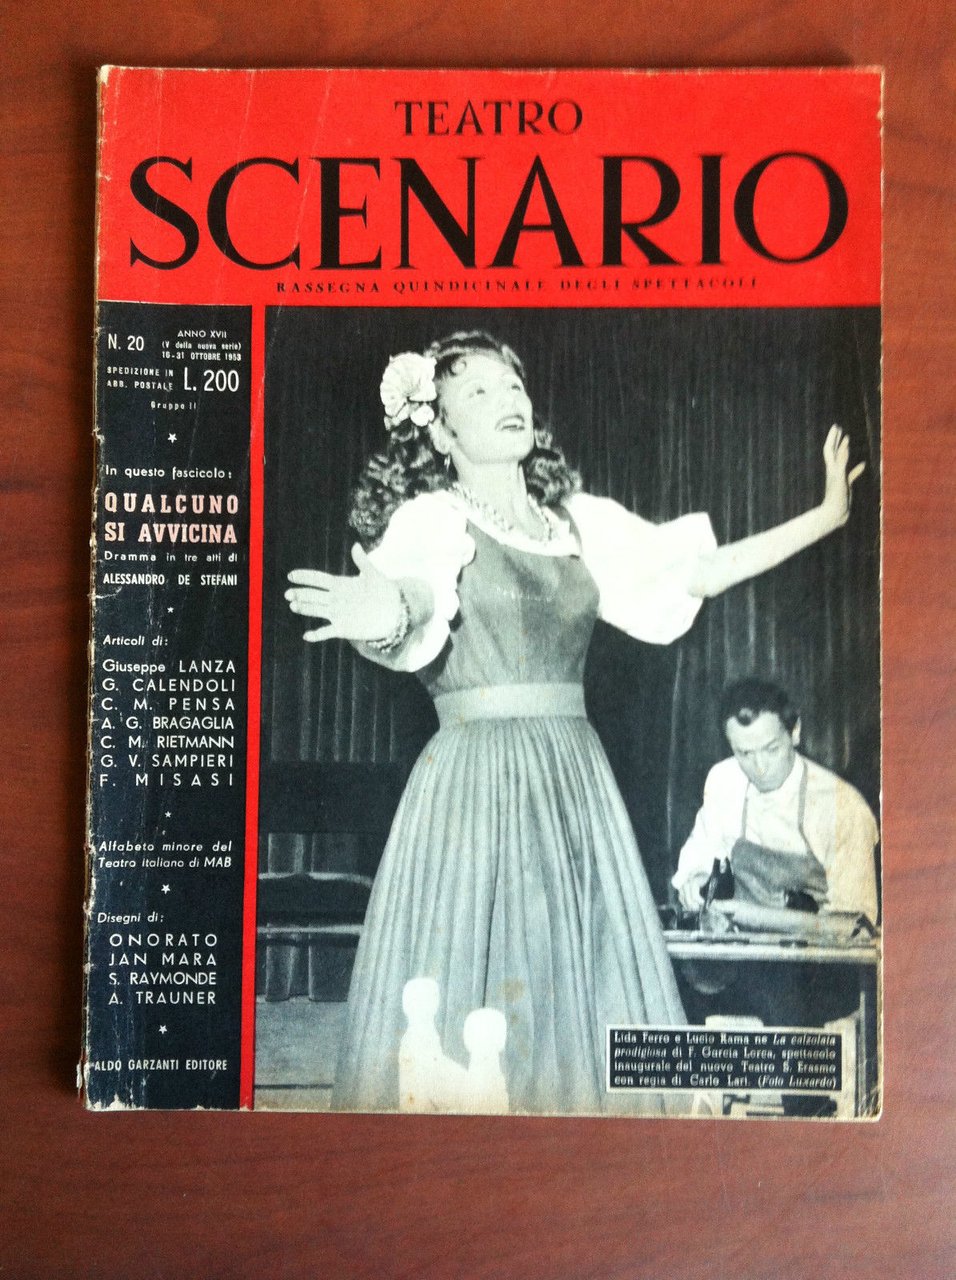 TEATRO
SCENARIO
RASSEGNA QUINDICINALE DEGLI SPETTACOLI
N. 20
ANNO XVII
(V della nuova serie)
16-31 OTTOBRE 1953
SPEDIZIONE IN
ABB. POSTALE
L. 200
Gruppo II
In questo fascicolo:
QUALCUNO
SI AVVICINA
Dramma in tre atti di
ALESSANDRO DE STEFANI
Articoli di:
Giuseppe LANZA
G. CALENDOLI
C. M. PENSA
A. G. BRAGAGLIA
C. M. RIETMANN
G. V. SAMPIERI
F. MISASI
Alfabeto minore del
Teatro italiano di MAB
Disegni di:
ONORATO
JAN MARA
S. RAYMONDE
A. TRAUNER
ALDO GARZANTI EDITORE
Lida Ferro e Lucio Rama ne La calzolaia
prodigiosa di F. Garcia Lorca, spettacolo
inaugurale del nuovo Teatro S. Erasmo
con regia di Carlo Lari. (Foto Luxardo)